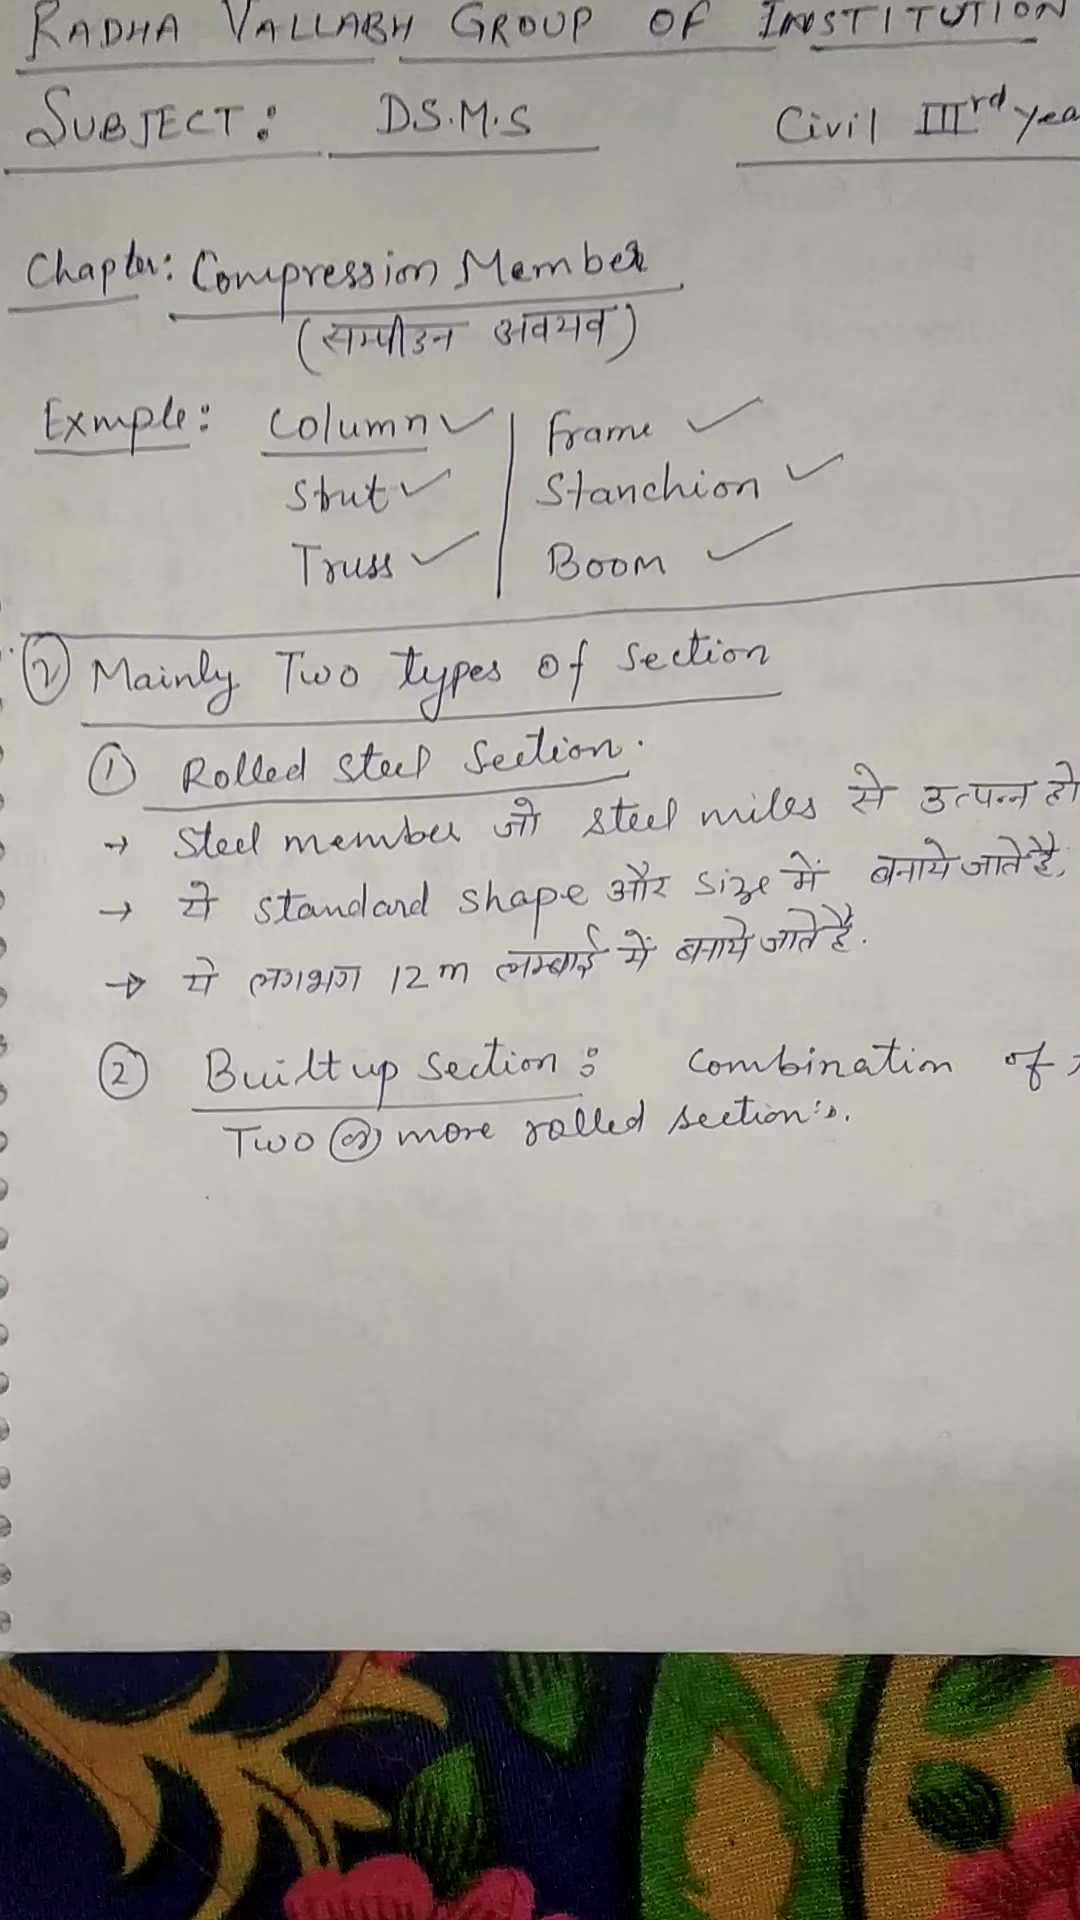 RADHA VALLABH GROUP OF INSTITUTION
SUBJECT: D.S.M.S Civil IIIrd yea
Chapter: Compression Member
(सम्पीडन अवयव)
Exmple: Column ✓ | Frame ✓
Strut ✓ | Stanchion ✓
Truss ✓ | Boom ✓
② Mainly Two types of section
① Rolled steel section.
→ Steel member जो steel miles से उत्पन्न हो
→ ये standard shape और size में बनाये जाते है,
→ ये लगभग 12 m लम्बाई में बनाये जाते है.
② Built up section: Combination of
Two or more rolled section's.